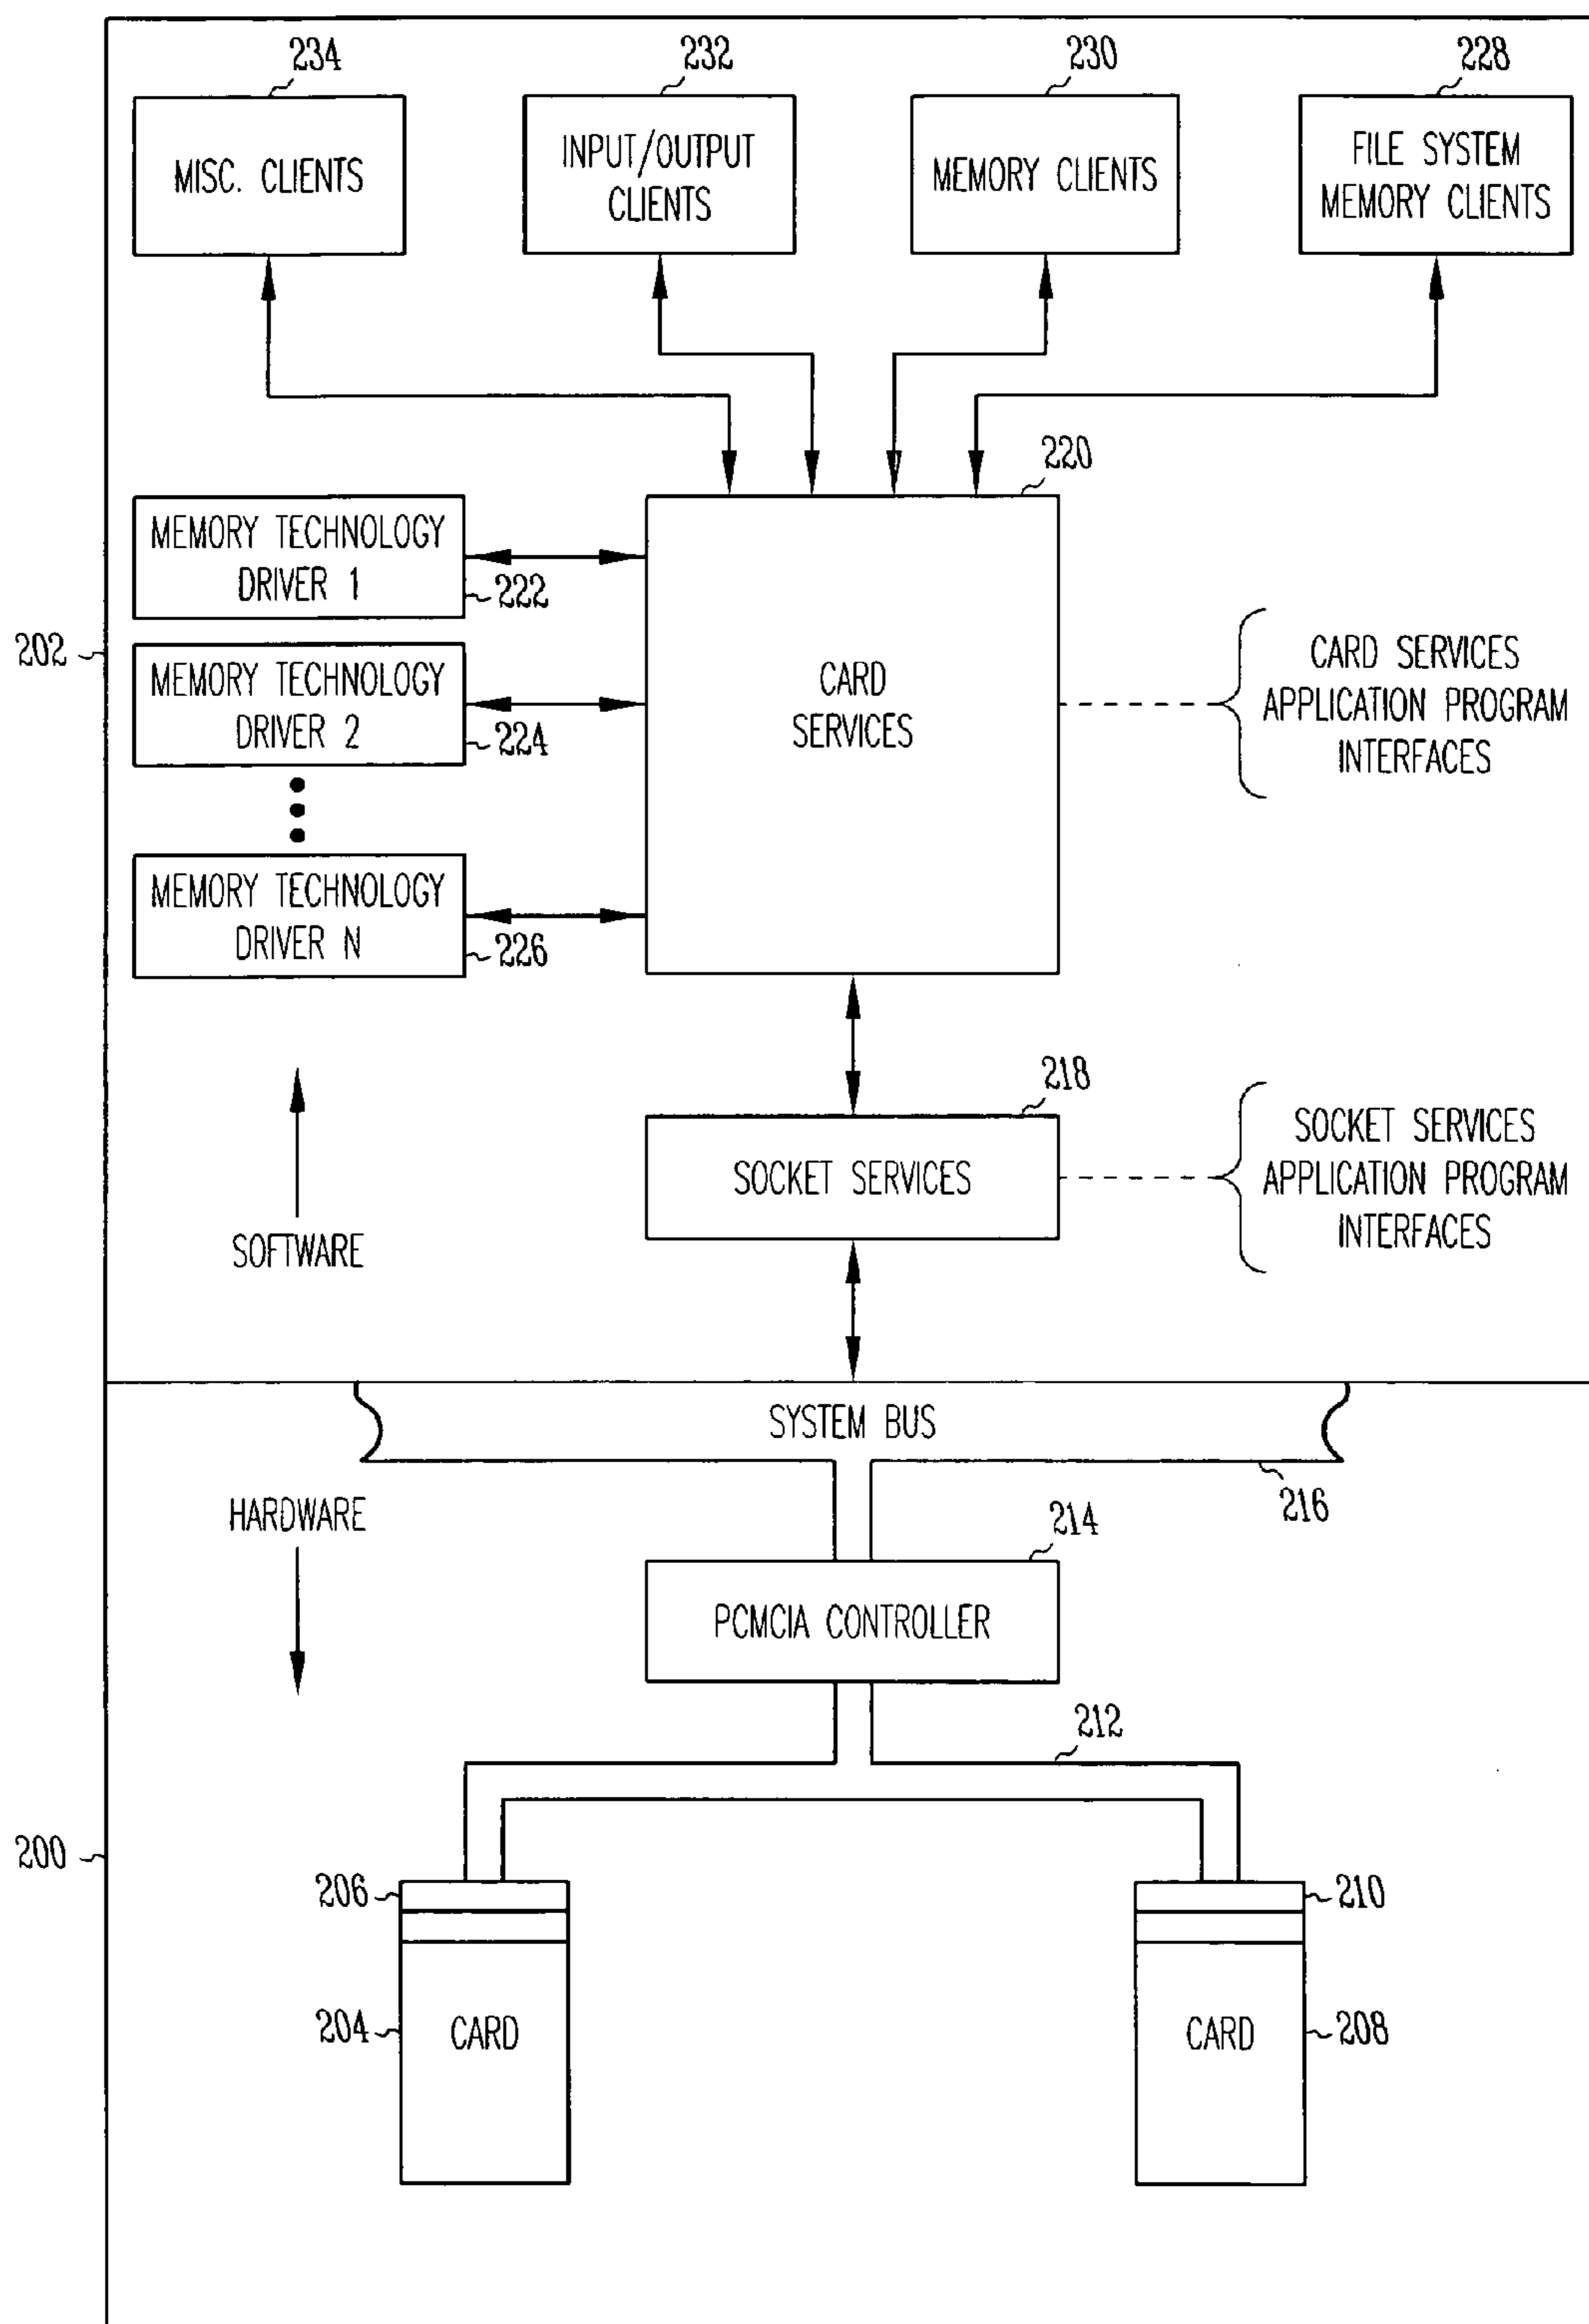 234
232
230
228
MISC. CLIENTS
INPUT/OUTPUT
CLIENTS
MEMORY CLIENTS
FILE SYSTEM
MEMORY CLIENTS
220
MEMORY TECHNOLOGY
DRIVER 1
222
202
MEMORY TECHNOLOGY
DRIVER 2
224
MEMORY TECHNOLOGY
DRIVER N
226
CARD
SERVICES
CARD SERVICES
APPLICATION PROGRAM
INTERFACES
218
SOCKET SERVICES
SOCKET SERVICES
APPLICATION PROGRAM
INTERFACES
SOFTWARE
SYSTEM BUS
216
HARDWARE
214
PCMCIA CONTROLLER
212
200
206
210
204
CARD
CARD
208